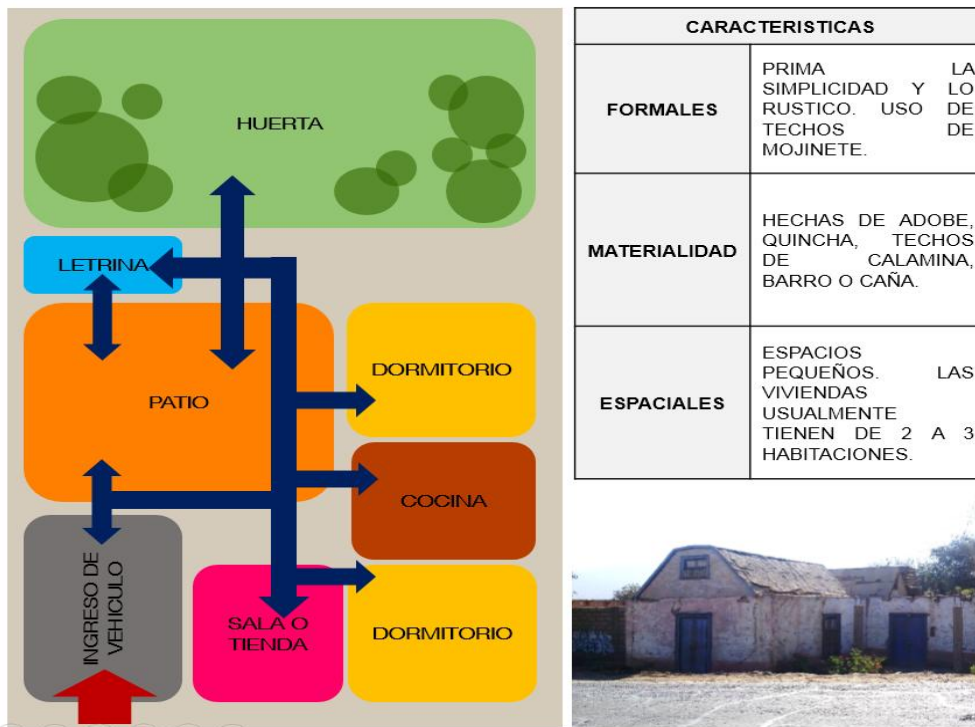 HUERTA
LETRINA
PATIO
DORMITORIO
COCINA
INGRESO DE
VEHICULO
SALA O
TIENDA
DORMITORIO
CARACTERISTICAS
FORMALES
PRIMA LA
SIMPLICIDAD Y LO
RUSTICO. USO DE
TECHOS DE
MOJINETE.
MATERIALIDAD
HECHAS DE ADOBE,
QUINCHA, TECHOS
DE CALAMINA,
BARRO O CAÑA.
ESPACIALES
ESPACIOS
PEQUEÑOS. LAS
VIVIENDAS
USUALMENTE
TIENEN DE 2 A 3
HABITACIONES.